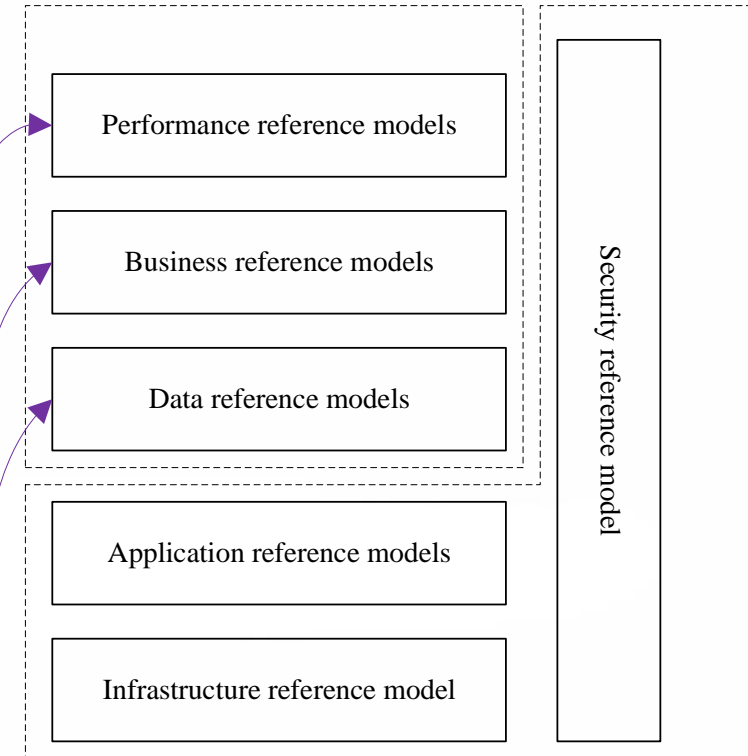 Performance reference models
Business reference models
Data reference models
Application reference models
Infrastructure reference model
Security reference model